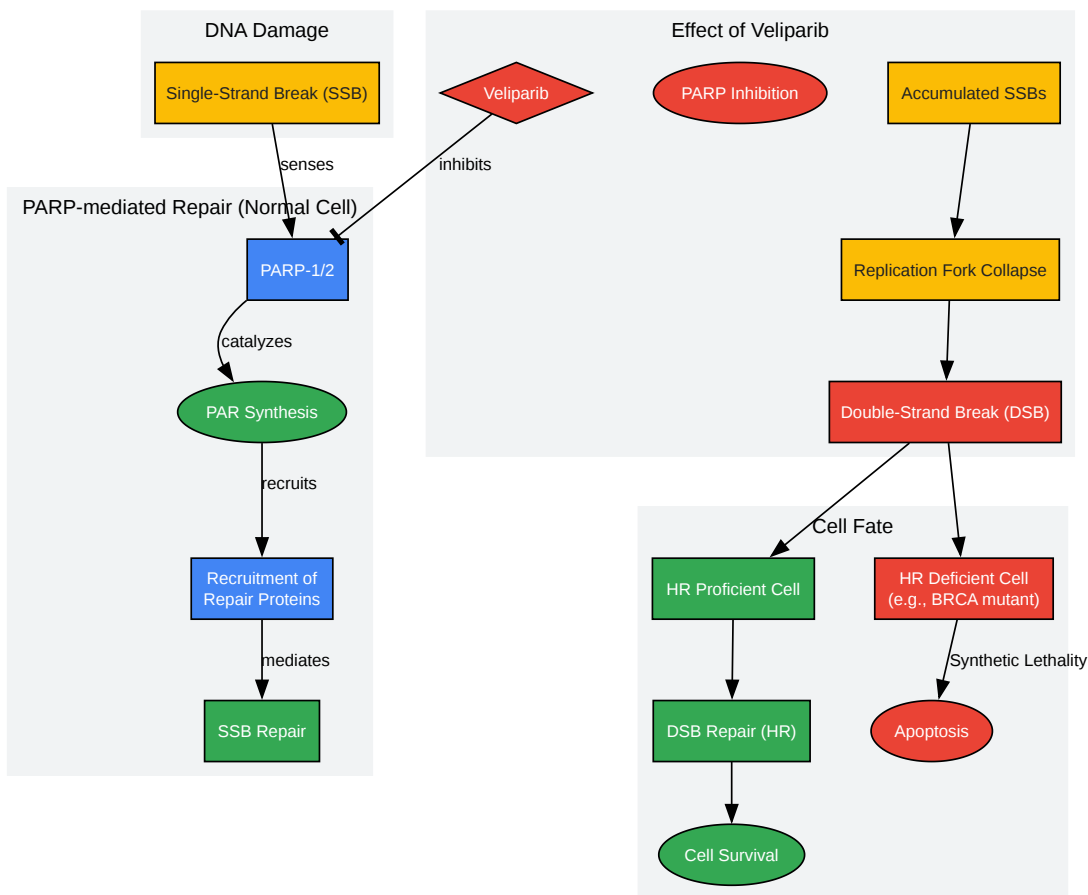 DNA Damage
Effect of Veliparib
Single-Strand Break (SSB)
Veliparib
PARP Inhibition
Accumulated SSBs
senses
inhibits
PARP-mediated Repair (Normal Cell)
PARP-1/2
Replication Fork Collapse
catalyzes
PAR Synthesis
Double-Strand Break (DSB)
recruits
Cell Fate
Recruitment of
Repair Proteins
HR Proficient Cell
HR Deficient Cell
(e.g., BRCA mutant)
mediates
Synthetic Lethality
SSB Repair
DSB Repair (HR)
Apoptosis
Cell Survival